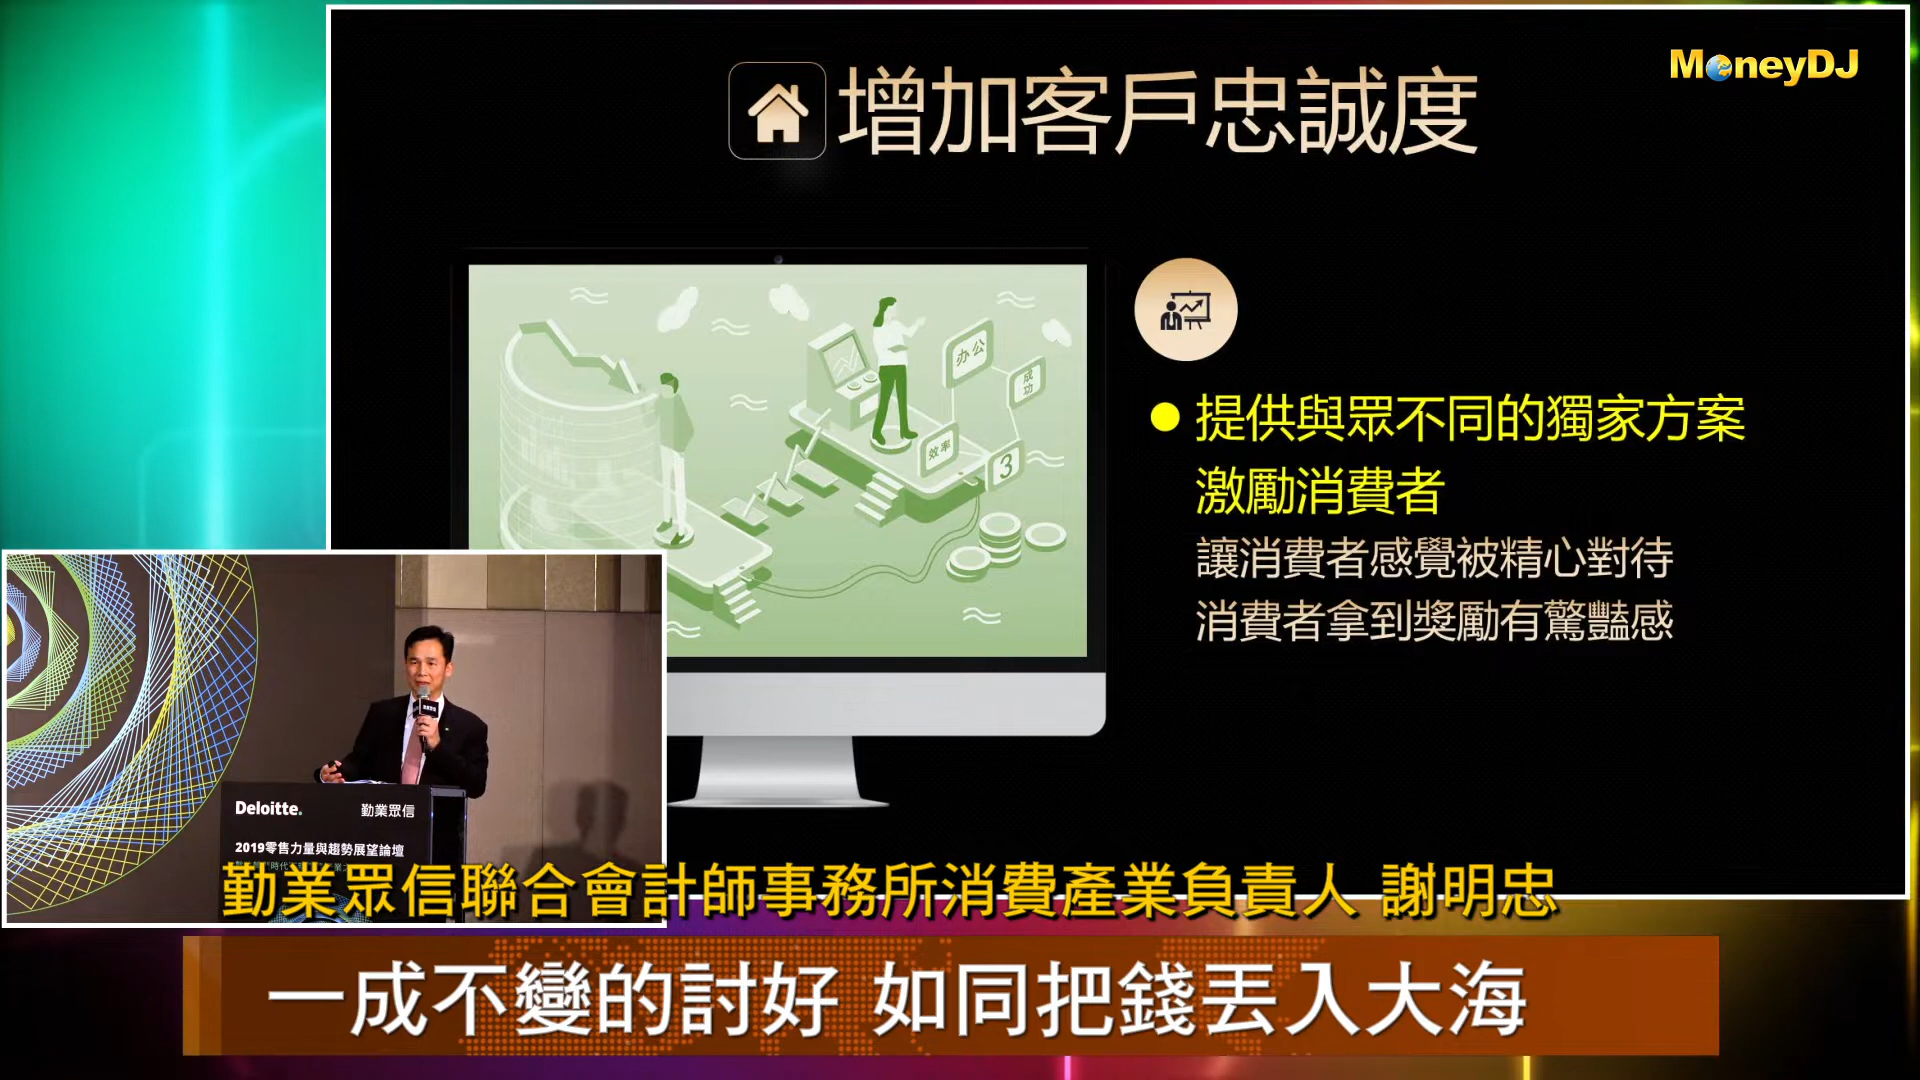 MoneyDJ
增加客戶忠誠度
办公
成功
效率
3
提供與眾不同的獨家方案
激勵消費者
讓消費者感覺被精心對待
消費者拿到獎勵有驚豔感
Deloitte.
勤業眾信
2019零售力量與趨勢展望論壇
勤業眾信聯合會計師事務所消費產業負責人 謝明忠
一成不變的討好 如同把錢丟入大海